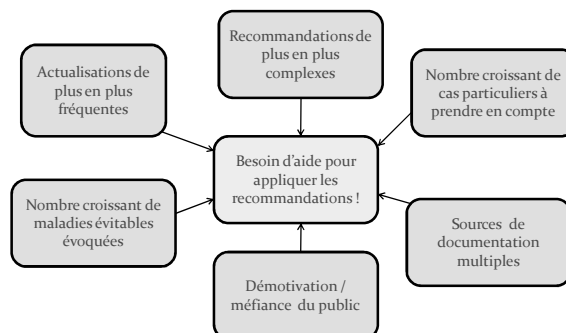 Recommandations de
plus en plus
complexes
Actualisations de
plus en plus
fréquentes
Nombre croissant de
cas particuliers à
prendre en compte
Besoin d'aide pour
appliquer les
recommandations !
Nombre croissant de
maladies évitables
évoquées
Sources de
documentation
multiples
Démotivation /
méfiance du public